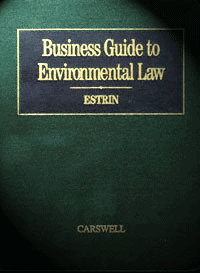 Business Guide to
Environmental Law
ESTRIN
CARSWELL